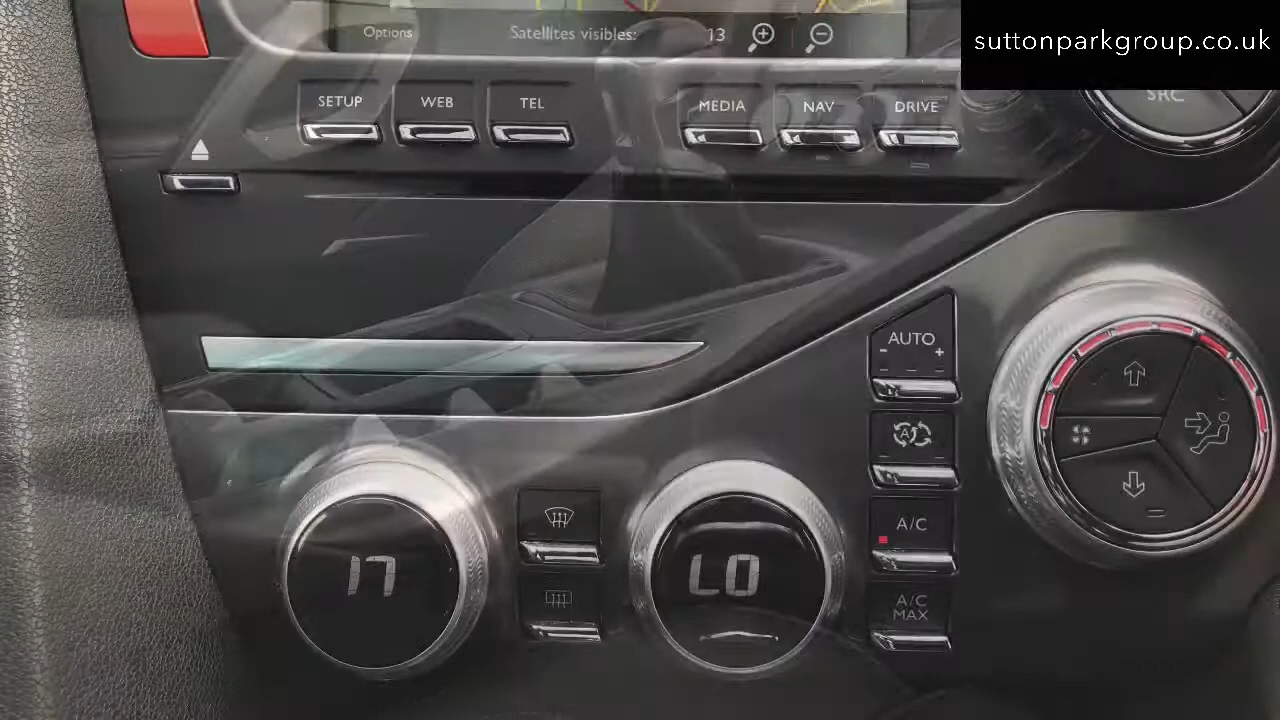 suttonparkgroup.co.uk
Options
Satellites visibles: 13
SRC
SETUP
WEB
TEL
MEDIA
NAV
DRIVE
AUTO
- +
A
A/C
17
LO
A/C
MAX